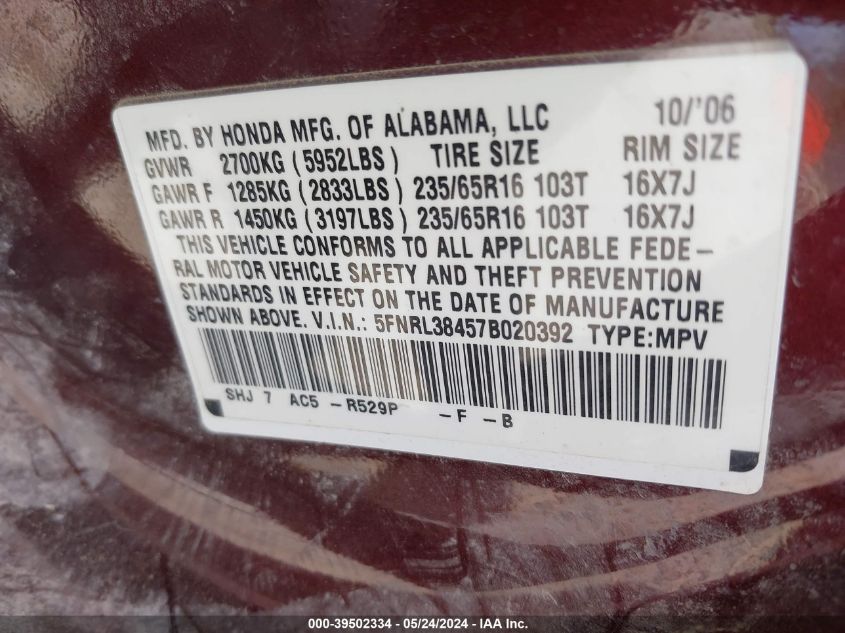 MFD. BY HONDA MFG. OF ALABAMA, LLC 10/'06
GVWR 2700KG (5952LBS) TIRE SIZE RIM SIZE
GAWR F 1285KG (2833LBS) 235/65R16 103T 16X7J
GAWR R 1450KG (3197LBS) 235/65R16 103T 16X7J
THIS VEHICLE CONFORMS TO ALL APPLICABLE FEDE-
RAL MOTOR VEHICLE SAFETY AND THEFT PREVENTION
STANDARDS IN EFFECT ON THE DATE OF MANUFACTURE
SHOWN ABOVE. V.I.N.: 5FNRL38457B020392 TYPE:MPV
SHJ 7 AC5 -R529P -F -B
000-39502334 - 05/24/2024 - IAA Inc.